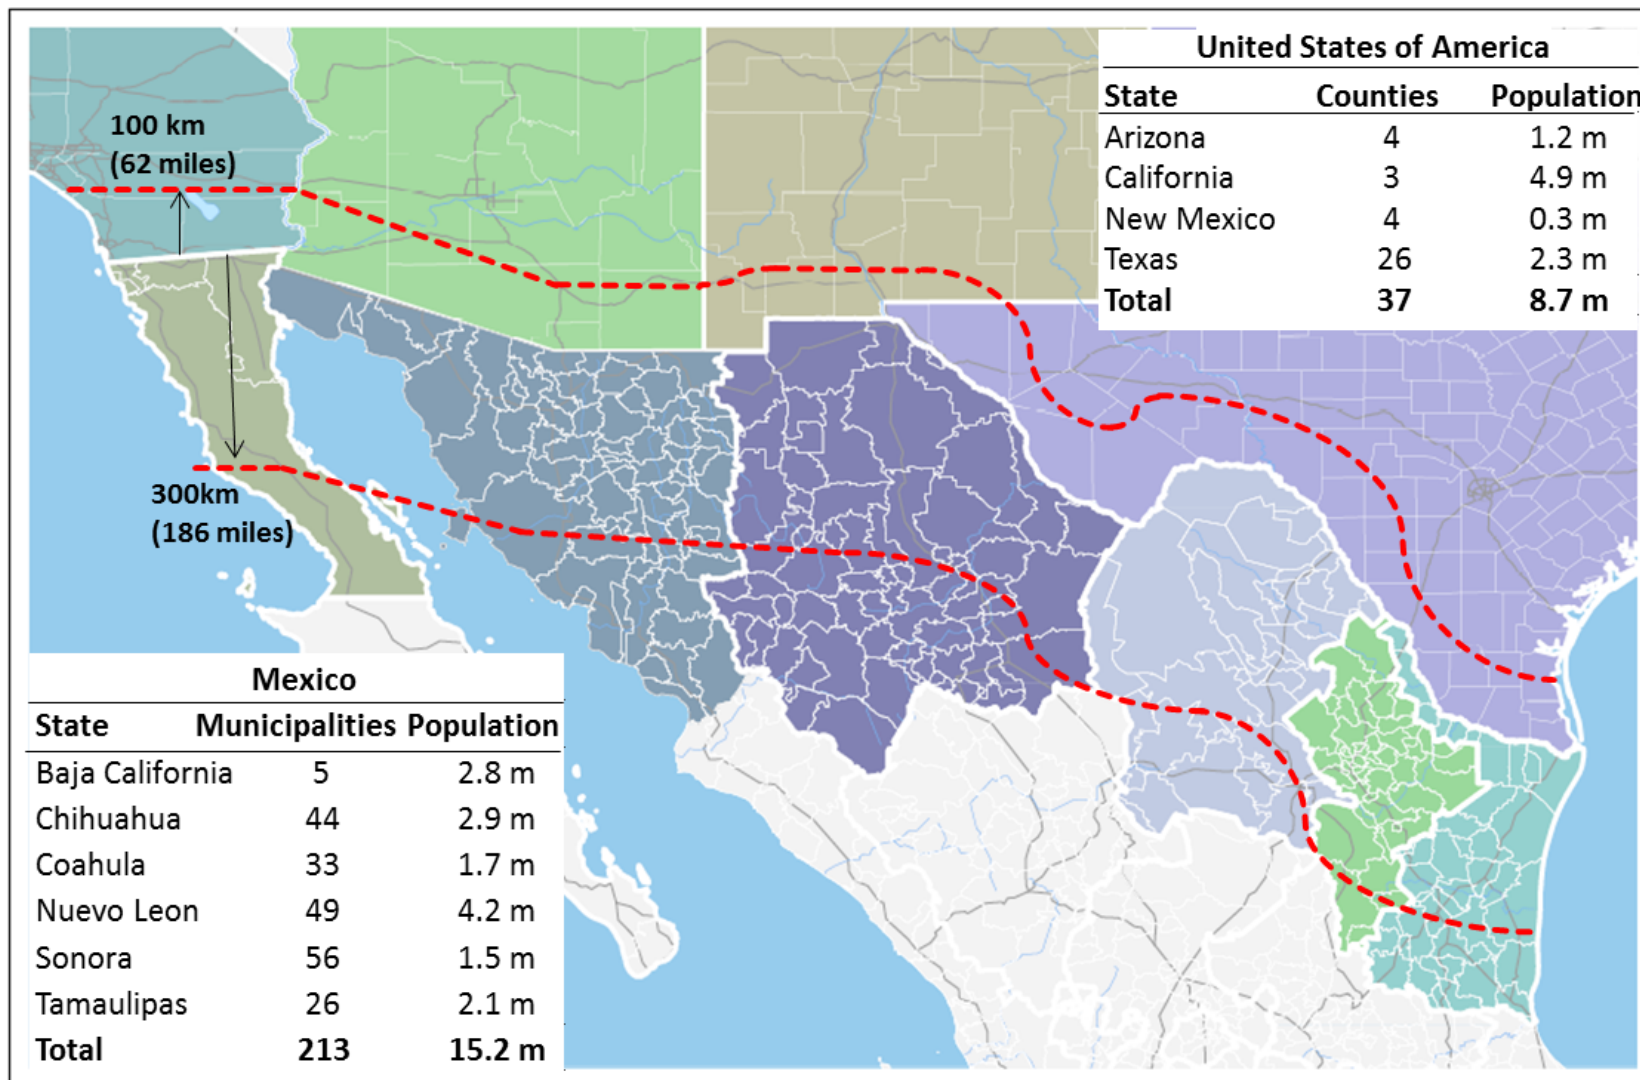 100 km
(62 miles)
300km
(186 miles)
United States of America
State Counties Population
Arizona 4 1.2 m
California 3 4.9 m
New Mexico 4 0.3 m
Texas 26 2.3 m
Total 37 8.7 m
Mexico
State Municipalities Population
Baja California 5 2.8 m
Chihuahua 44 2.9 m
Coahula 33 1.7 m
Nuevo Leon 49 4.2 m
Sonora 56 1.5 m
Tamaulipas 26 2.1 m
Total 213 15.2 m